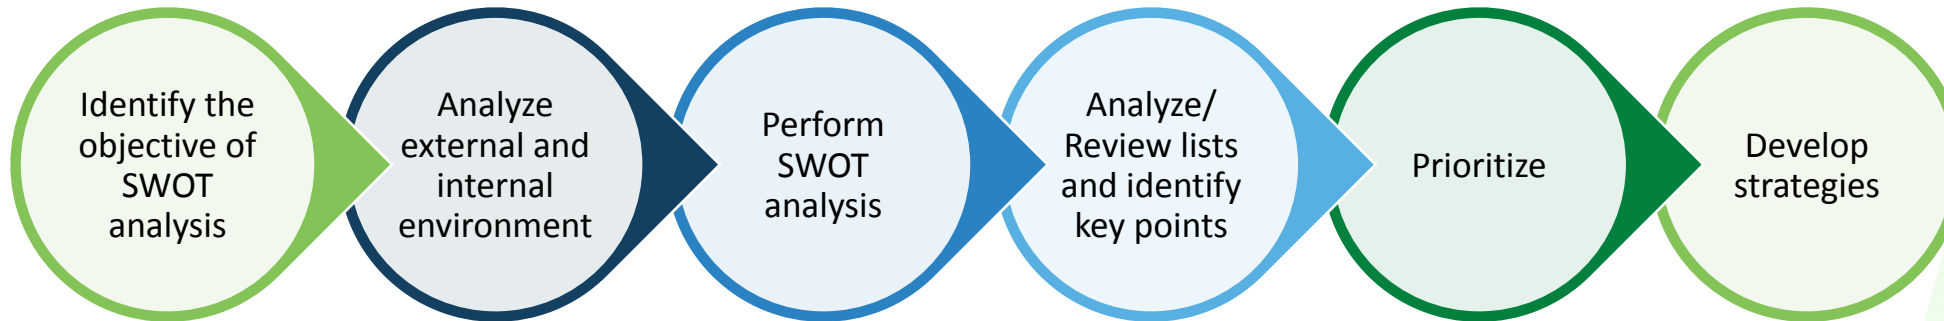 Identify the
objective of
SWOT
analysis
Analyze
external and
internal
environment
Perform
SWOT
analysis
Analyze/
Review lists
and identify
key points
Prioritize
Develop
strategies